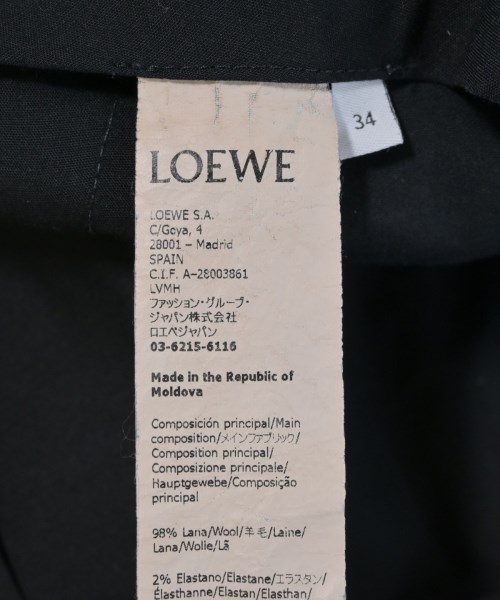 34
LOEWE
LOEWE S.A.
C/Goya, 4
28001 – Madrid
SPAIN
C.I.F. A-28003861
LVMH
ファッション・グループ・
ジャパン株式会社
ロエベジャパン
03-6215-6116
Made in the Republic of
Moldova
Composición principal/Main
composition/メインファブリック/
Composition principal/
Composizione principale/
Hauptgewebe/Composição
principal
98% Lana/Wool/羊毛/Laine/
Lana/Wolle/Lã
2% Elastano/Elastane/エラスタン/
Élasthanne/Elastan/Elasthan/